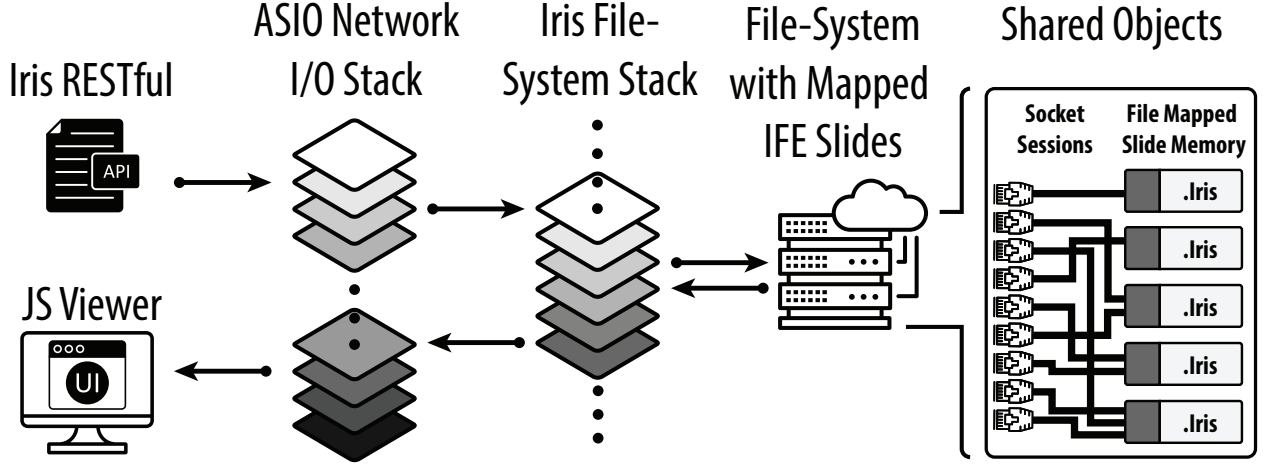 Iris RESTful
API
ASIO Network
I/O Stack
Iris File-
System Stack
File-System
with Mapped
IFE Slides
Shared Objects
Socket
Sessions
File Mapped
Slide Memory
.Iris
.Iris
.Iris
.Iris
.Iris
JS Viewer
UI